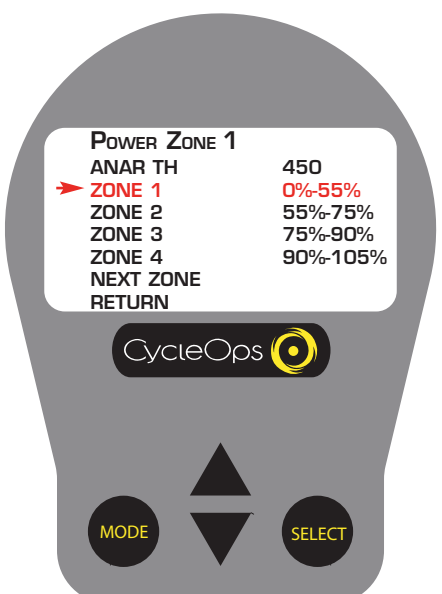 Power Zone 1
ANAR TH 450
ZONE 1 0%-55%
ZONE 2 55%-75%
ZONE 3 75%-90%
ZONE 4 90%-105%
NEXT ZONE
RETURN
CycleOps
MODE
SELECT